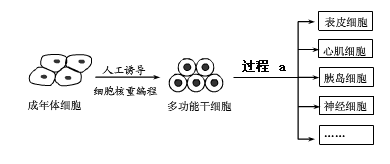 人工诱导
细胞核重编程
成年体细胞
多功能干细胞
过程 a
表皮细胞
心肌细胞
胰岛细胞
神经细胞
……